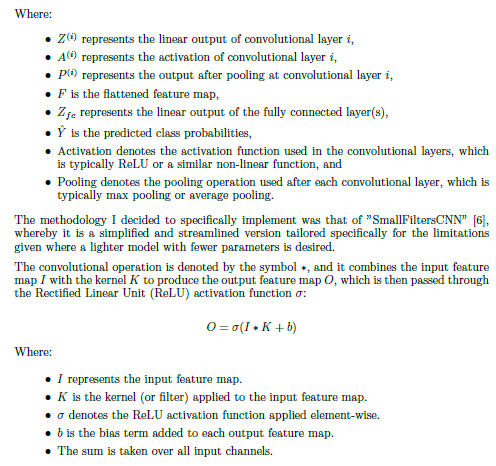 Where:
• Z⁽ⁱ⁾ represents the linear output of convolutional layer i,
• A⁽ⁱ⁾ represents the activation of convolutional layer i,
• P⁽ⁱ⁾ represents the output after pooling at convolutional layer i,
• F is the flattened feature map,
• Z_fc represents the linear output of the fully connected layer(s),
• Ŷ is the predicted class probabilities,
• Activation denotes the activation function used in the convolutional layers, which
is typically ReLU or a similar non-linear function, and
• Pooling denotes the pooling operation used after each convolutional layer, which is
typically max pooling or average pooling.
The methodology I decided to specifically implement was that of ”SmallFiltersCNN” [6],
whereby it is a simplified and streamlined version tailored specifically for the limitations
given where a lighter model with fewer parameters is desired.
The convolutional operation is denoted by the symbol ∗, and it combines the input feature
map I with the kernel K to produce the output feature map O, which is then passed through
the Rectified Linear Unit (ReLU) activation function σ:
O = σ(I ∗ K + b)
Where:
• I represents the input feature map.
• K is the kernel (or filter) applied to the input feature map.
• σ denotes the ReLU activation function applied element-wise.
• b is the bias term added to each output feature map.
• The sum is taken over all input channels.